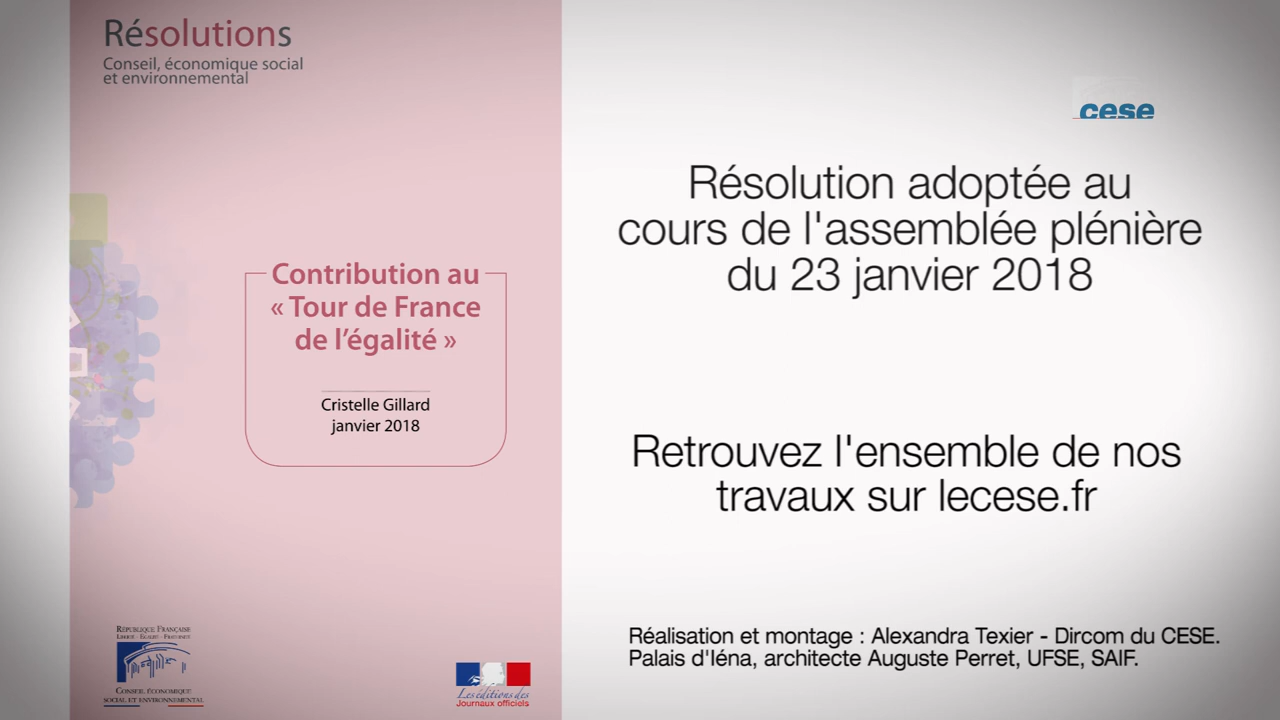 Résolutions
Conseil, économique social
et environnemental
Contribution au
« Tour de France
de l'égalité »
Cristelle Gillard
janvier 2018
RÉPUBLIQUE FRANÇAISE
LIBERTÉ - ÉGALITÉ - FRATERNITÉ
CONSEIL ÉCONOMIQUE
SOCIAL ET ENVIRONNEMENTAL
Les éditions des
Journaux officiels
cese
Résolution adoptée au
cours de l'assemblée plénière
du 23 janvier 2018
Retrouvez l'ensemble de nos
travaux sur lecese.fr
Réalisation et montage : Alexandra Texier - Dircom du CESE.
Palais d'Iéna, architecte Auguste Perret, UFSE, SAIF.